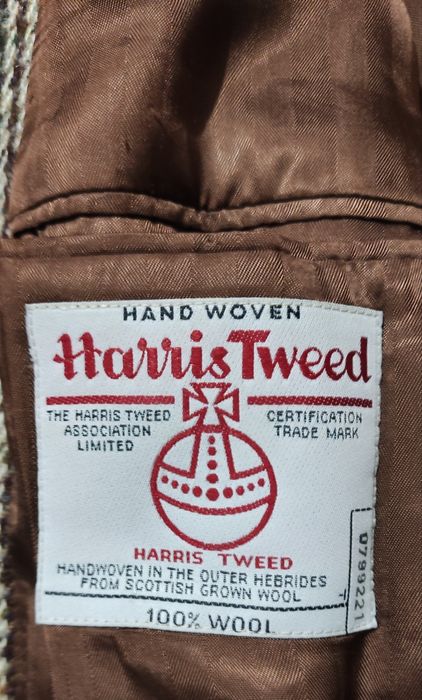 HAND WOVEN
Harris Tweed
THE HARRIS TWEED
ASSOCIATION
LIMITED
CERTIFICATION
TRADE MARK
HARRIS TWEED
HANDWOVEN IN THE OUTER HEBRIDES
FROM SCOTTISH GROWN WOOL
100% WOOL
0799221